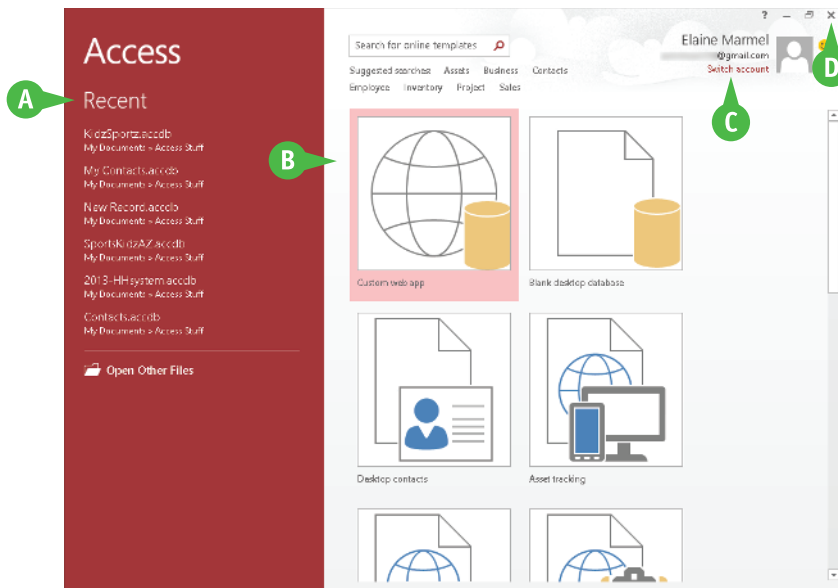 Access
Recent
A
KidzSportz.accdb
My Documents » Access Stuff
My Contacts.accdb
My Documents » Access Stuff
New Record.accdb
My Documents » Access Stuff
SportsKidzAZ.accdb
My Documents » Access Stuff
2013-HHsystem.accdb
My Documents » Access Stuff
Contacts.accdb
My Documents » Access Stuff
Open Other Files
?
Search for online templates
Suggested searches: Assets Business Contacts
Employee Inventory Project Sales
Elaine Marmel
@gmail.com
Switch account
D
C
B
Custom web app
Blank desktop database
Desktop contacts
Asset tracking